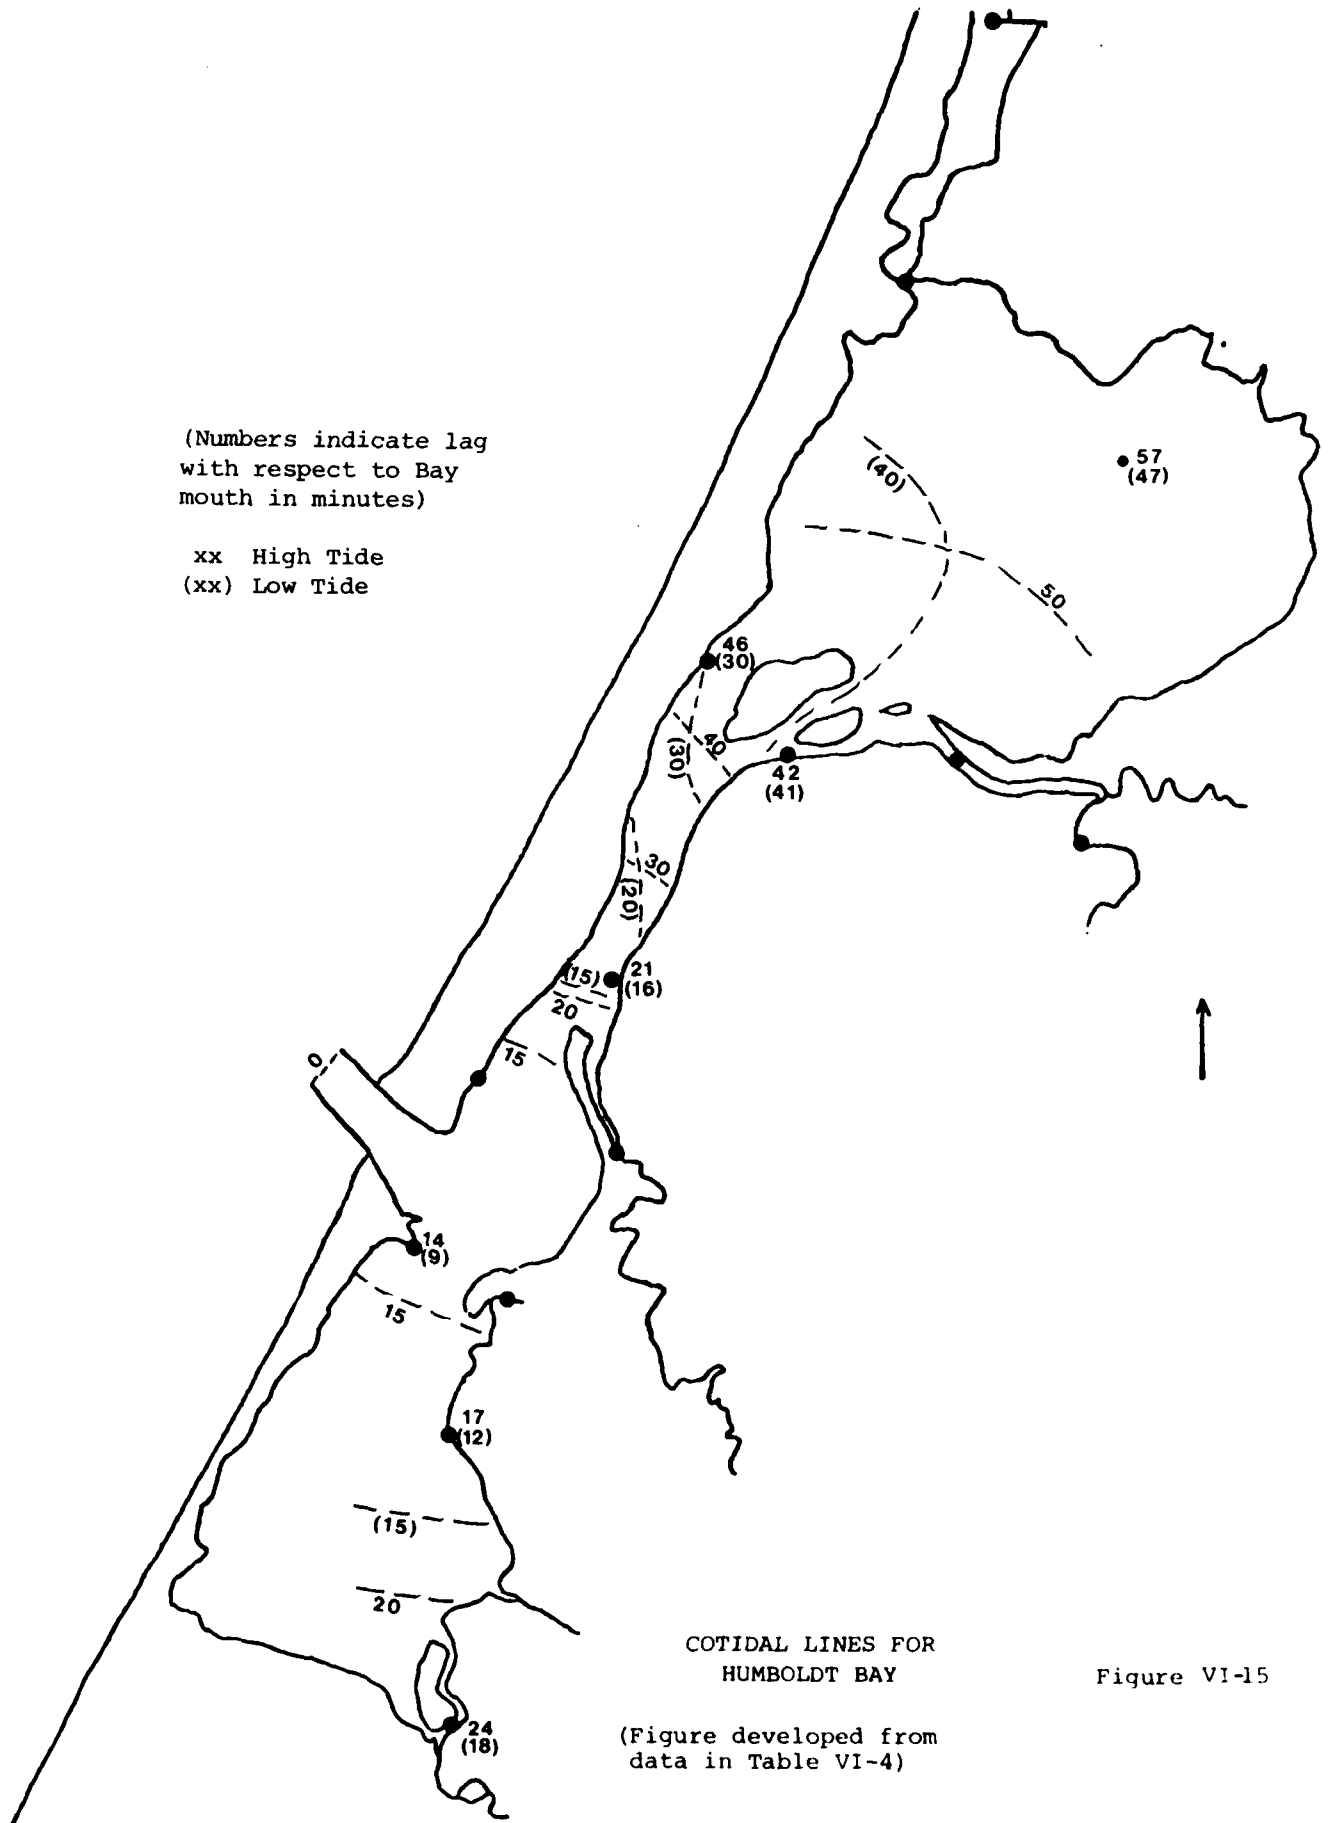 (Numbers indicate lag
with respect to Bay
mouth in minutes)
xx High Tide
(xx) Low Tide
57
(47)
(40)
50
46
(30)
40
(30)
42
(41)
30
(20)
(15)
21
(16)
20
15
0
14
(9)
15
17
(12)
(15)
20
24
(18)
COTIDAL LINES FOR
HUMBOLDT BAY
Figure VI-15
(Figure developed from
data in Table VI-4)